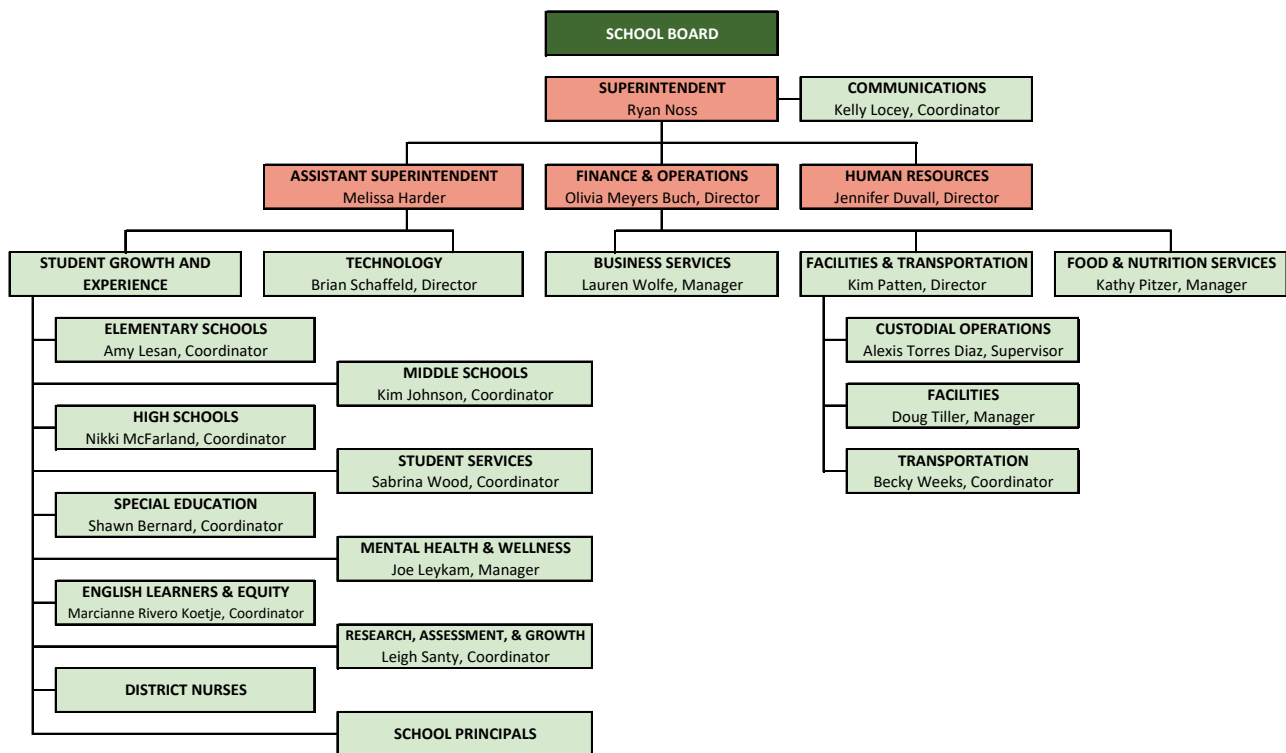 SCHOOL BOARD
SUPERINTENDENT
Ryan Noss
COMMUNICATIONS
Kelly Locey, Coordinator
ASSISTANT SUPERINTENDENT
Melissa Harder
FINANCE & OPERATIONS
Olivia Meyers Buch, Director
HUMAN RESOURCES
Jennifer Duvall, Director
STUDENT GROWTH AND
EXPERIENCE
TECHNOLOGY
Brian Schaffeld, Director
BUSINESS SERVICES
Lauren Wolfe, Manager
FACILITIES & TRANSPORTATION
Kim Patten, Director
FOOD & NUTRITION SERVICES
Kathy Pitzer, Manager
ELEMENTARY SCHOOLS
Amy Lesan, Coordinator
MIDDLE SCHOOLS
Kim Johnson, Coordinator
HIGH SCHOOLS
Nikki McFarland, Coordinator
STUDENT SERVICES
Sabrina Wood, Coordinator
SPECIAL EDUCATION
Shawn Bernard, Coordinator
MENTAL HEALTH & WELLNESS
Joe Leykam, Manager
ENGLISH LEARNERS & EQUITY
Marcianne Rivero Koetje, Coordinator
RESEARCH, ASSESSMENT, & GROWTH
Leigh Santy, Coordinator
DISTRICT NURSES
SCHOOL PRINCIPALS
CUSTODIAL OPERATIONS
Alexis Torres Diaz, Supervisor
FACILITIES
Doug Tiller, Manager
TRANSPORTATION
Becky Weeks, Coordinator